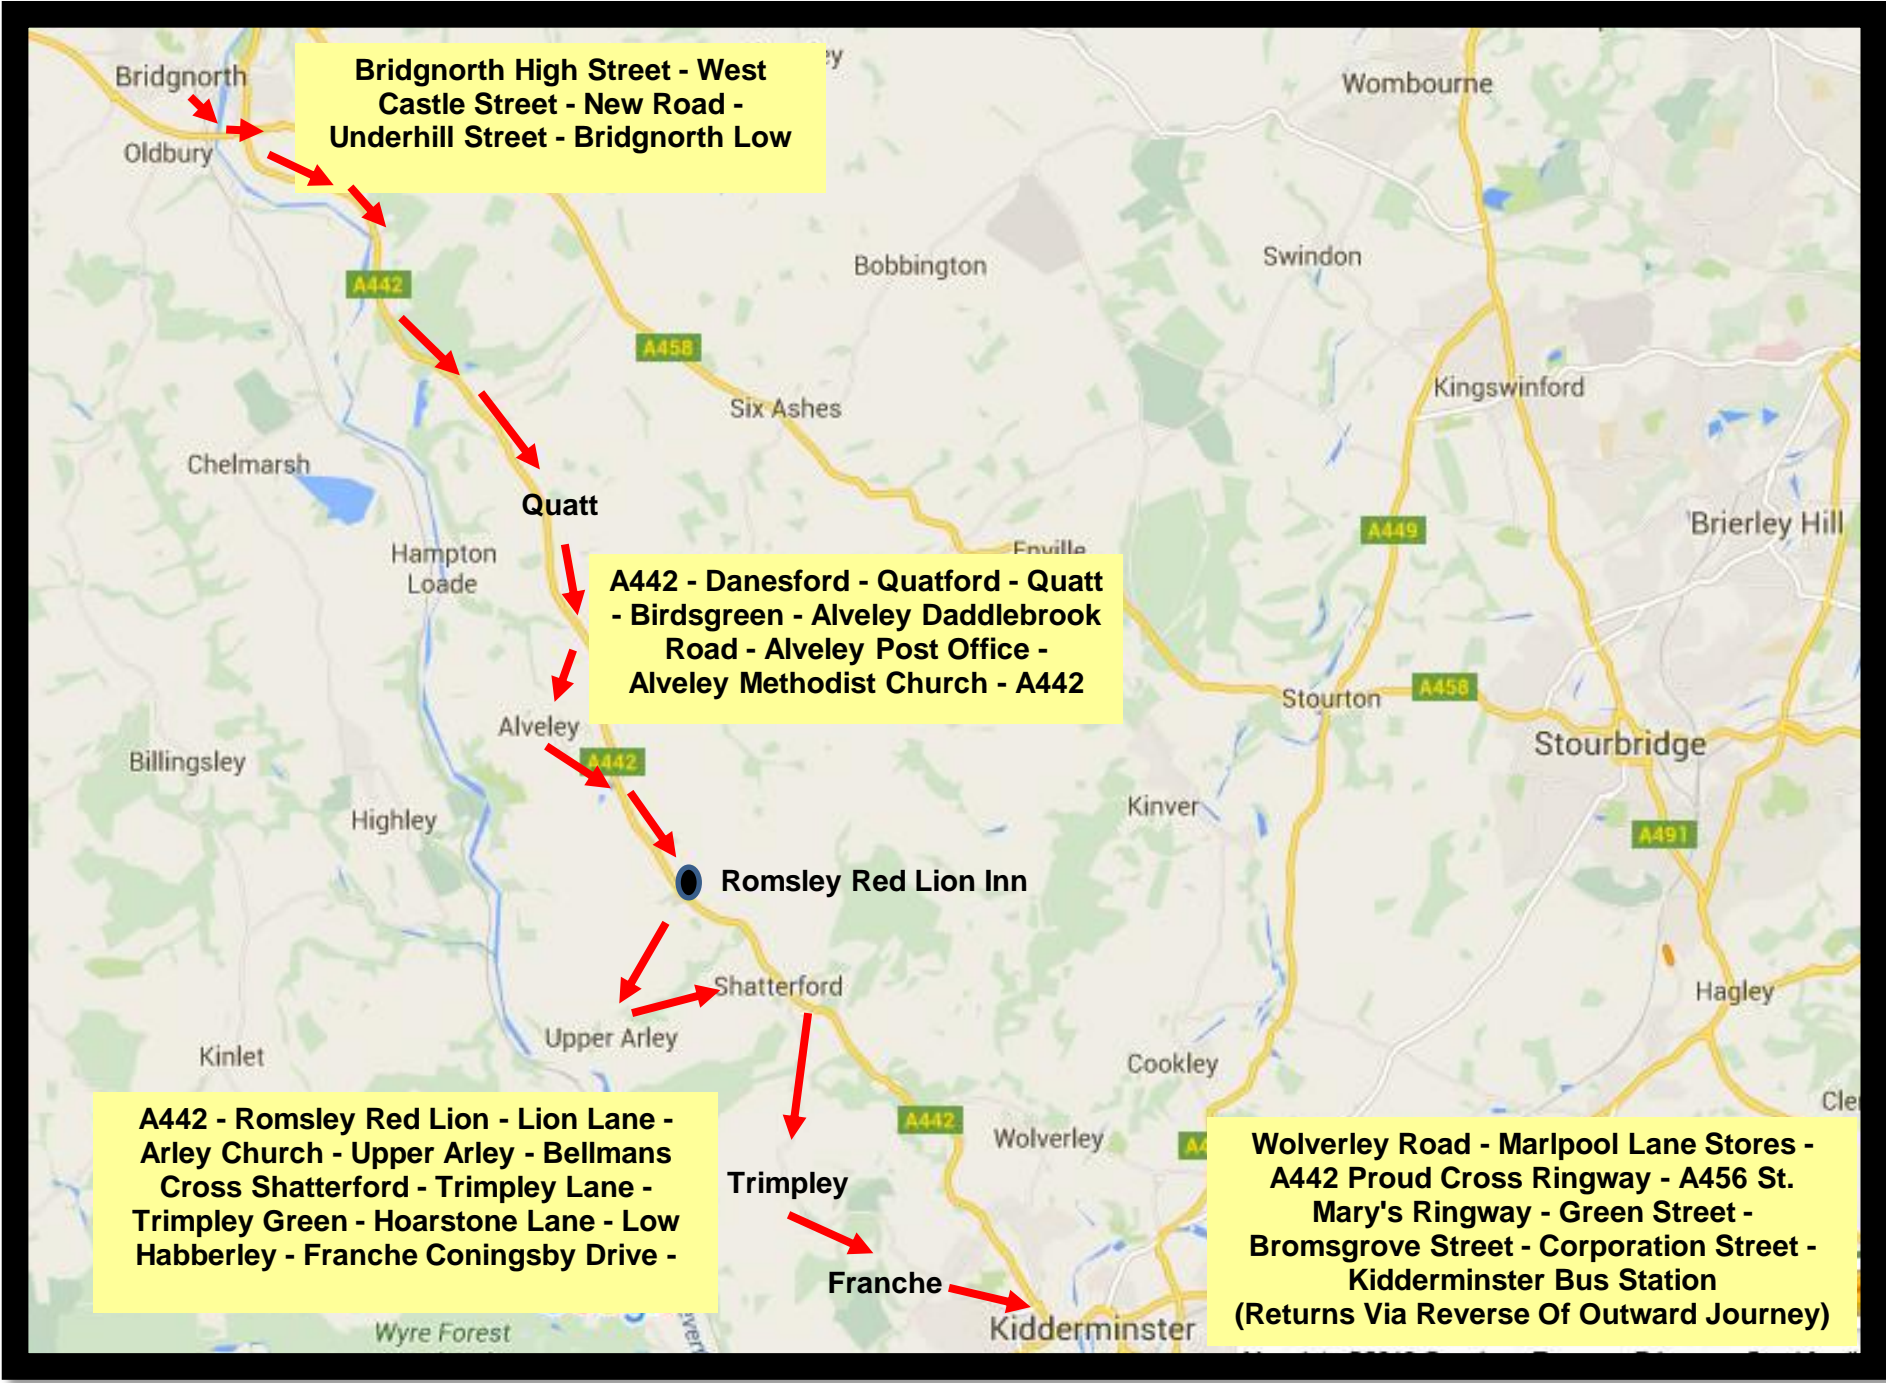 Bridgnorth High Street - West
Castle Street - New Road -
Underhill Street - Bridgnorth Low
Bridgnorth
Oldbury
Wombourne
Swindon
Bobbington
A442
A458
Six Ashes
Kingswinford
Chelmarsh
Quatt
A449
Brierley Hill
Hampton
Loade
Enville
A442 - Danesford - Quatford - Quatt
- Birdsgreen - Alveley Daddlebrook
Road - Alveley Post Office -
Alveley Methodist Church - A442
Stourton
A458
Stourbridge
Alveley
A442
Billingsley
Highley
Kinver
A491
Romsley Red Lion Inn
Shatterford
Hagley
Upper Arley
Kinlet
Cookley
A442
Wolverley
A442 - Romsley Red Lion - Lion Lane -
Arley Church - Upper Arley - Bellmans
Cross Shatterford - Trimpley Lane -
Trimpley Green - Hoarstone Lane - Low
Habberley - Franche Coningsby Drive -
Trimpley
Franche
Wolverley Road - Marlpool Lane Stores -
A442 Proud Cross Ringway - A456 St.
Mary's Ringway - Green Street -
Bromsgrove Street - Corporation Street -
Kidderminster Bus Station
(Returns Via Reverse Of Outward Journey)
Wyre Forest
Kidderminster